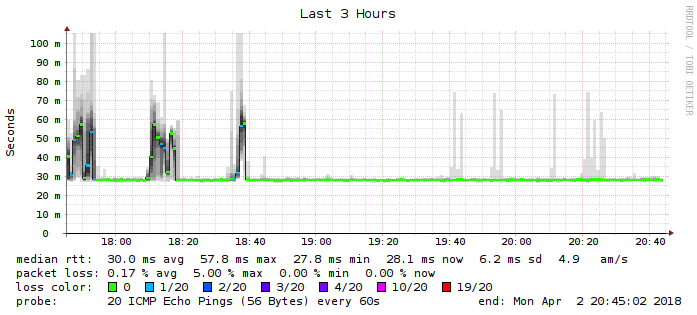 Last 3 Hours
RRDTOOL / TOBI OETIKER
Seconds
100 m
90 m
80 m
70 m
60 m
50 m
40 m
30 m
20 m
10 m
0
18:00 18:20 18:40 19:00 19:20 19:40 20:00 20:20 20:40
median rtt: 30.0 ms avg 57.8 ms max 27.8 ms min 28.1 ms now 6.2 ms sd 4.9 am/s
packet loss: 0.17 % avg 5.00 % max 0.00 % min 0.00 % now
loss color: 0 1/20 2/20 3/20 4/20 10/20 19/20
probe: 20 ICMP Echo Pings (56 Bytes) every 60s end: Mon Apr 2 20:45:02 2018